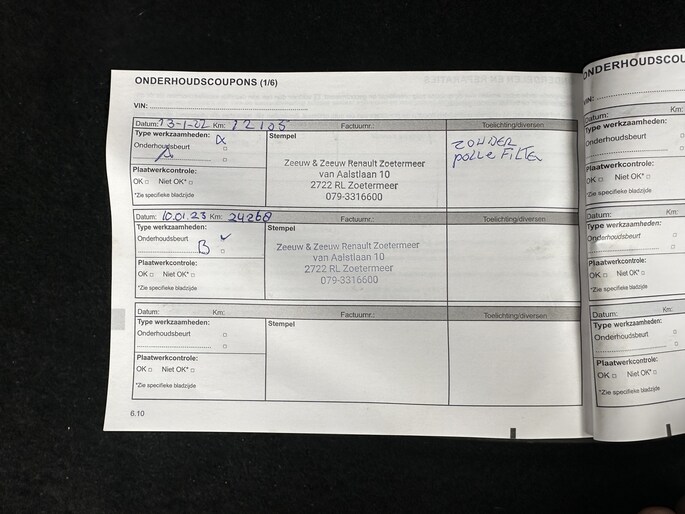 ONDERHOUDSCOUPONS (1/6)
VIN:
Datum: 13-1-22 Km: 12105 Factuurnr.: Toelichting/diversen
Type werkzaamheden:
Onderhoudsbeurt
A
Plaatwerkcontrole:
OK □ Niet OK* □
*Zie specifieke bladzijde
Stempel
Zeeuw & Zeeuw Renault Zoetermeer
van Aalstlaan 10
2722 RL Zoetermeer
079-3316600
ZONDER
pollE FILTER
Datum: 10.01.23 Km: 24268 Factuurnr.: Toelichting/diversen
Type werkzaamheden:
Onderhoudsbeurt ✓
B □
Plaatwerkcontrole:
OK □ Niet OK* □
*Zie specifieke bladzijde
Stempel
Zeeuw & Zeeuw Renault Zoetermeer
van Aalstlaan 10
2722 RL Zoetermeer
079-3316600
Datum: Km: Factuurnr.: Toelichting/diversen
Type werkzaamheden:
Onderhoudsbeurt □
□
Plaatwerkcontrole:
OK □ Niet OK* □
*Zie specifieke bladzijde
Stempel
6.10
ONDERHOUDSCOU
VIN:
Datum: Km:
Type werkzaamheden:
Onderhoudsbeurt □
Plaatwerkcontrole:
OK □ Niet OK* □
*Zie specifieke bladzijde
Datum: Km:
Type werkzaamheden:
Onderhoudsbeurt □
Plaatwerkcontrole:
OK □ Niet OK* □
*Zie specifieke bladzijde
Datum: Km:
Type werkzaamheden:
Onderhoudsbeurt □
Plaatwerkcontrole:
OK □ Niet OK* □
*Zie specifieke bladzijde